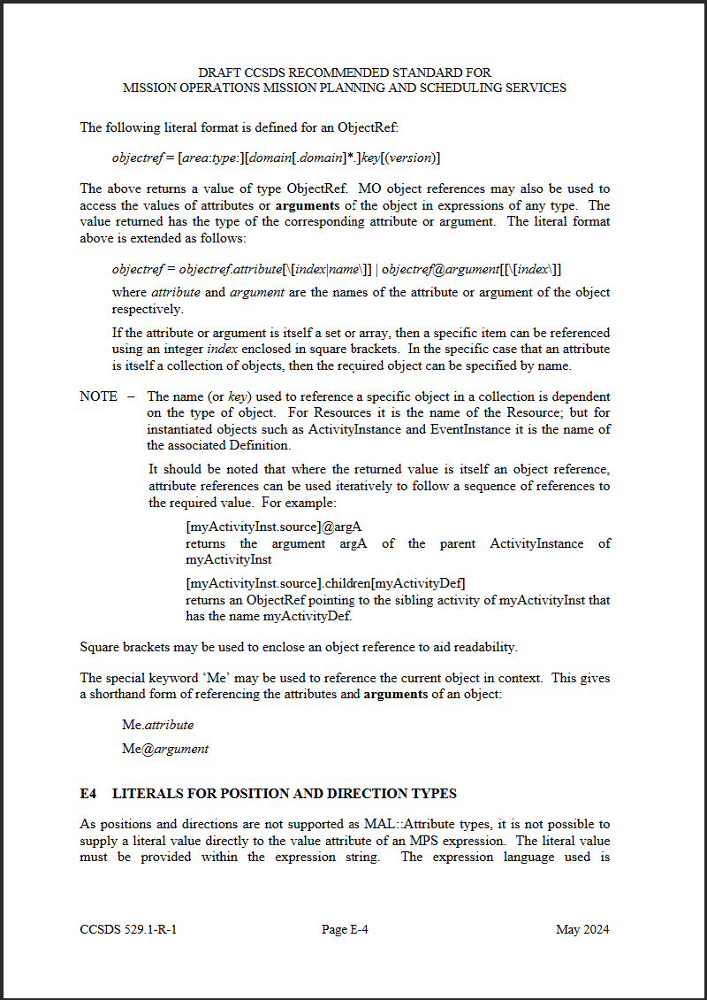 DRAFT CCSDS RECOMMENDED STANDARD FOR
MISSION OPERATIONS MISSION PLANNING AND SCHEDULING SERVICES
The following literal format is defined for an ObjectRef:
objectref = [area:type:][domain[.domain]*.]key[(version)]
The above returns a value of type ObjectRef. MO object references may also be used to
access the values of attributes or arguments of the object in expressions of any type. The
value returned has the type of the corresponding attribute or argument. The literal format
above is extended as follows:
objectref = objectref.attribute[\[index|name\]] | objectref@argument[[\[index\]]
where attribute and argument are the names of the attribute or argument of the object
respectively.
If the attribute or argument is itself a set or array, then a specific item can be referenced
using an integer index enclosed in square brackets. In the specific case that an attribute
is itself a collection of objects, then the required object can be specified by name.
NOTE – The name (or key) used to reference a specific object in a collection is dependent
on the type of object. For Resources it is the name of the Resource; but for
instantiated objects such as ActivityInstance and EventInstance it is the name of
the associated Definition.
It should be noted that where the returned value is itself an object reference,
attribute references can be used iteratively to follow a sequence of references to
the required value. For example:
[myActivityInst.source]@argA
returns the argument argA of the parent ActivityInstance of
myActivityInst
[myActivityInst.source].children[myActivityDef]
returns an ObjectRef pointing to the sibling activity of myActivityInst that
has the name myActivityDef.
Square brackets may be used to enclose an object reference to aid readability.
The special keyword ‘Me’ may be used to reference the current object in context. This gives
a shorthand form of referencing the attributes and arguments of an object:
Me.attribute
Me@argument
E4 LITERALS FOR POSITION AND DIRECTION TYPES
As positions and directions are not supported as MAL::Attribute types, it is not possible to
supply a literal value directly to the value attribute of an MPS expression. The literal value
must be provided within the expression string. The expression language used is
CCSDS 529.1-R-1 Page E-4 May 2024